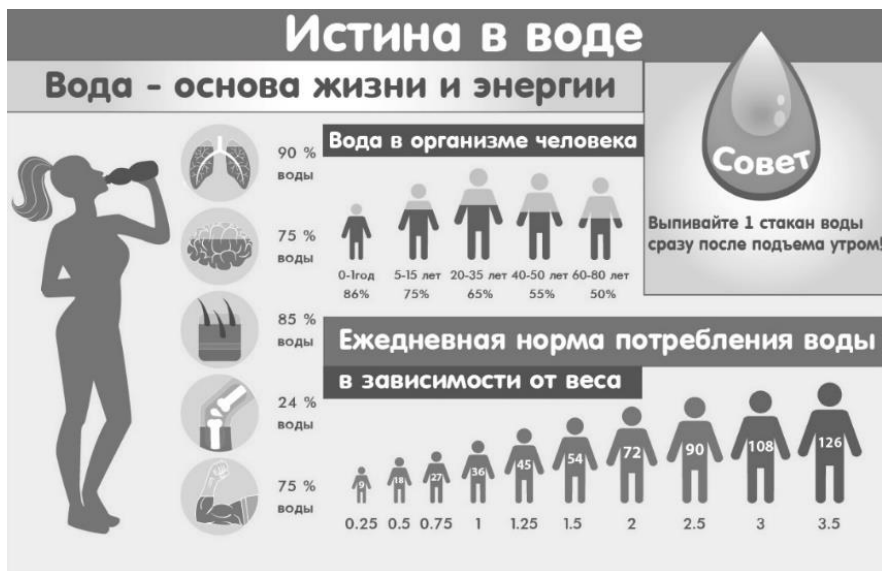 Истина в воде
Вода - основа жизни и энергии
90 %
воды
75 %
воды
85 %
воды
24 %
воды
75 %
воды
Вода в организме человека
0-1год 5-15 лет 20-35 лет 40-50 лет 60-80 лет
86% 75% 65% 55% 50%
Совет
Выпивайте 1 стакан воды
сразу после подъема утром!
Ежедневная норма потребления воды
в зависимости от веса
9 18 27 36 45 54 72 90 108 126
0.25 0.5 0.75 1 1.25 1.5 2 2.5 3 3.5